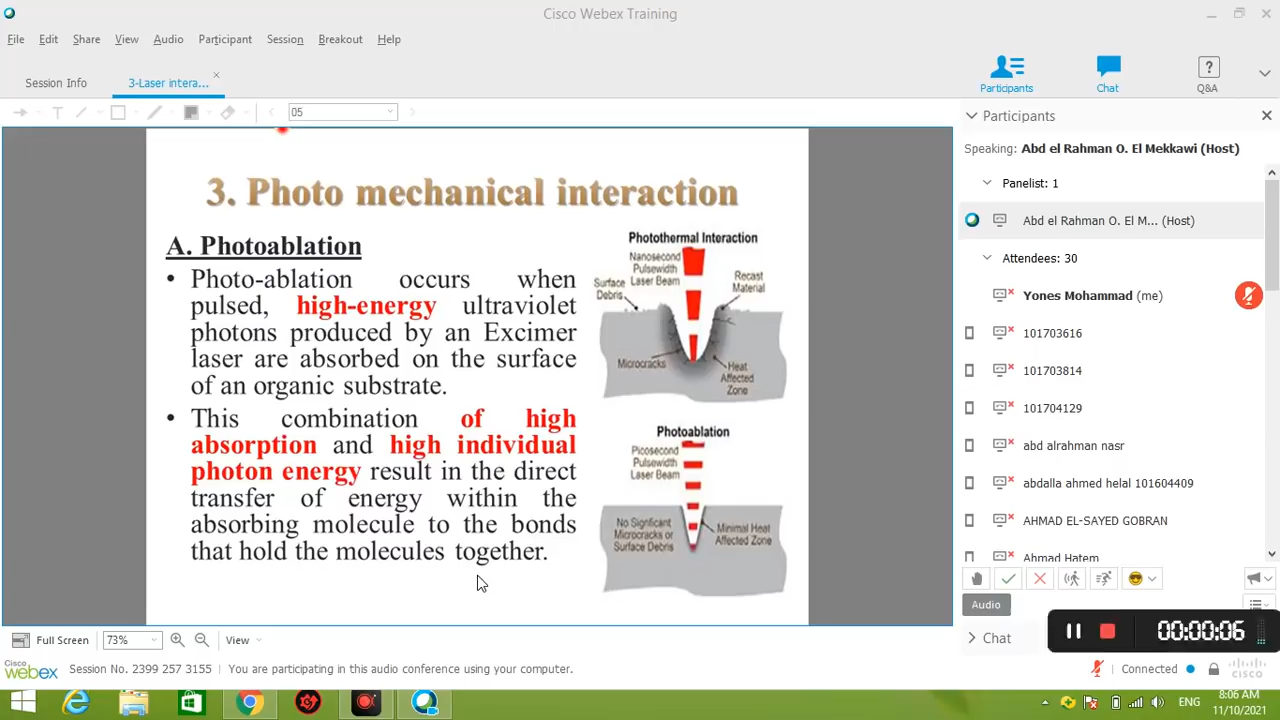 Cisco Webex Training
File Edit Share View Audio Participant Session Breakout Help
Session Info
3-Laser intera...
Participants
Chat
Q&A
05
3. Photo mechanical interaction
A. Photoablation
• Photo-ablation occurs when
pulsed, high-energy ultraviolet
photons produced by an Excimer
laser are absorbed on the surface
of an organic substrate.
• This combination of high
absorption and high individual
photon energy result in the direct
transfer of energy within the
absorbing molecule to the bonds
that hold the molecules together.
Photothermal Interaction
Nanosecond
Pulsewidth
Laser Beam
Surface
Debris
Recast
Material
Microcracks
Heat
Affected
Zone
Photoablation
Picosecond
Pulsewidth
Laser Beam
No Signficant
Microcracks or
Surface Debris
Minimal Heat
Affected Zone
Participants
Speaking: Abd el Rahman O. El Mekkawi (Host)
Panelist: 1
Abd el Rahman O. El M... (Host)
Attendees: 30
Yones Mohammad (me)
101703616
101703814
101704129
abd alrahman nasr
abdalla ahmed helal 101604409
AHMAD EL-SAYED GOBRAN
Ahmad Hatem
Audio
Chat
00:00:06
Full Screen 73% View
Cisco
webex
Session No. 2399 257 3155 | You are participating in this audio conference using your computer.
Connected
cisco
ENG
8:06 AM
11/10/2021